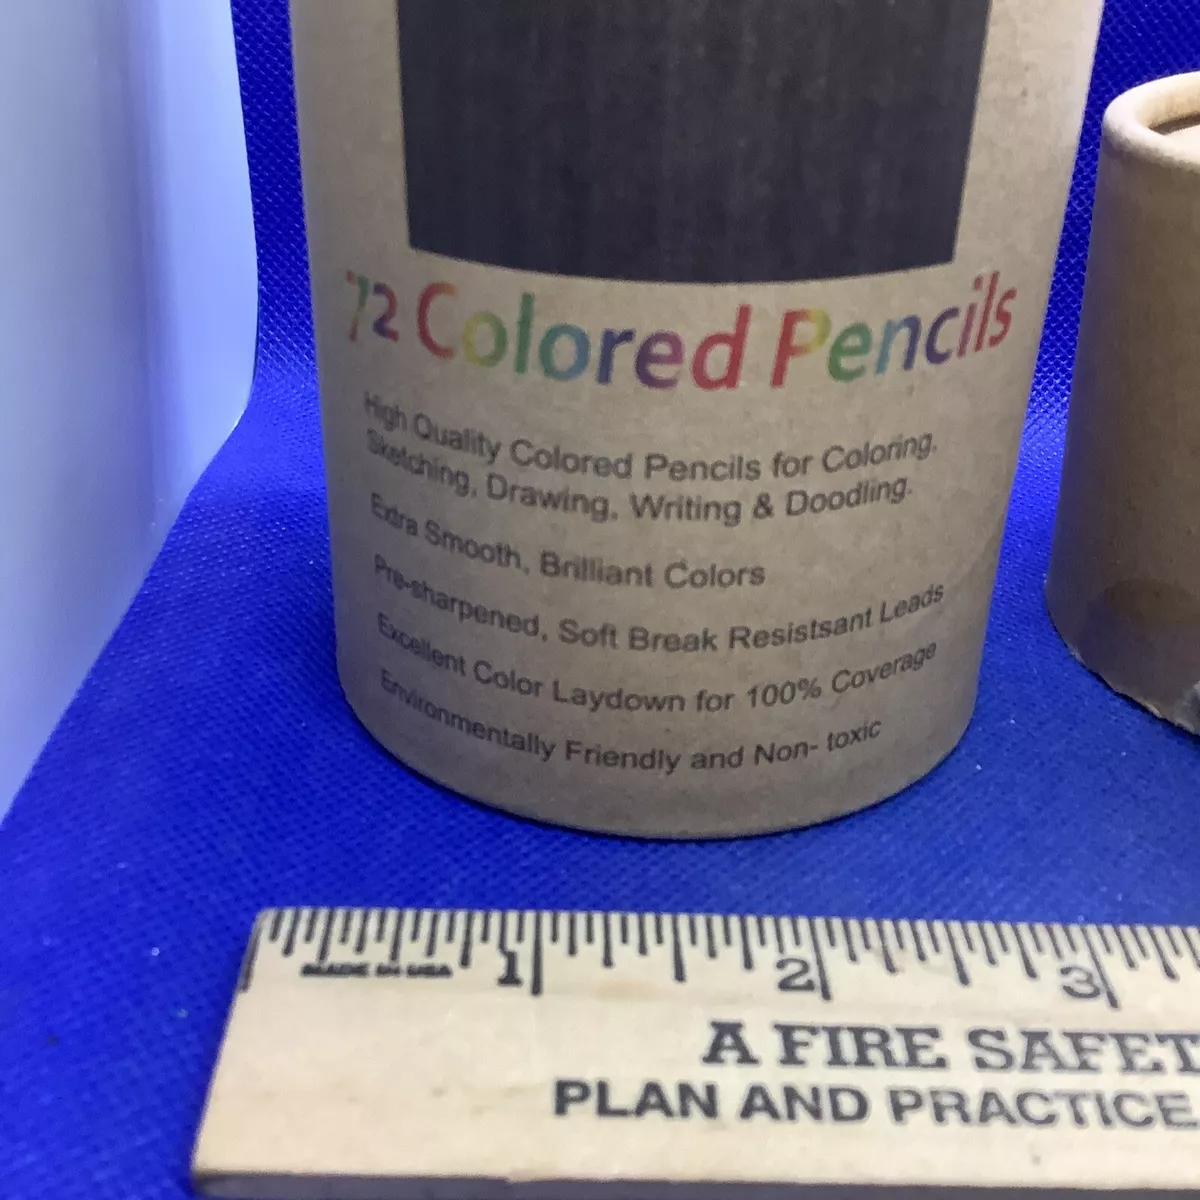 72 Colored Pencils
High Quality Colored Pencils for Coloring,
Sketching, Drawing, Writing & Doodling.
Extra Smooth, Brilliant Colors
Pre-sharpened, Soft Break Resistsant Leads
Excellent Color Laydown for 100% Coverage
Environmentally Friendly and Non- toxic
MADE IN USA
1 2 3
A FIRE SAFET
PLAN AND PRACTICE